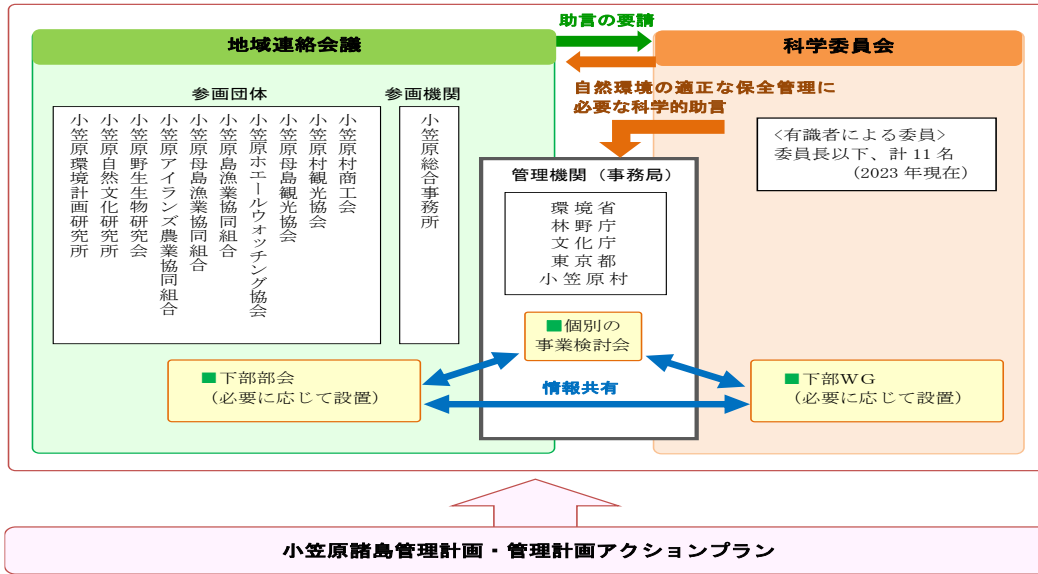 助言の要請
地域連絡会議
科学委員会
自然環境の適正な保全管理に
必要な科学的助言
参画団体
小笠原村商工会
小笠原村観光協会
小笠原母島観光協会
小笠原ホエールウォッチング協会
小笠原島漁業協同組合
小笠原母島漁業協同組合
小笠原アイランズ農業協同組合
小笠原野生生物研究会
小笠原自然文化研究所
小笠原環境計画研究所
参画機関
小笠原総合事務所
管理機関（事務局）
環境省
林野庁
文化庁
東京都
小笠原村
<有識者による委員>
委員長以下、計11名
（2023年現在）
■個別の
事業検討会
■下部部会
（必要に応じて設置）
情報共有
■下部WG
（必要に応じて設置）
小笠原諸島管理計画・管理計画アクションプラン